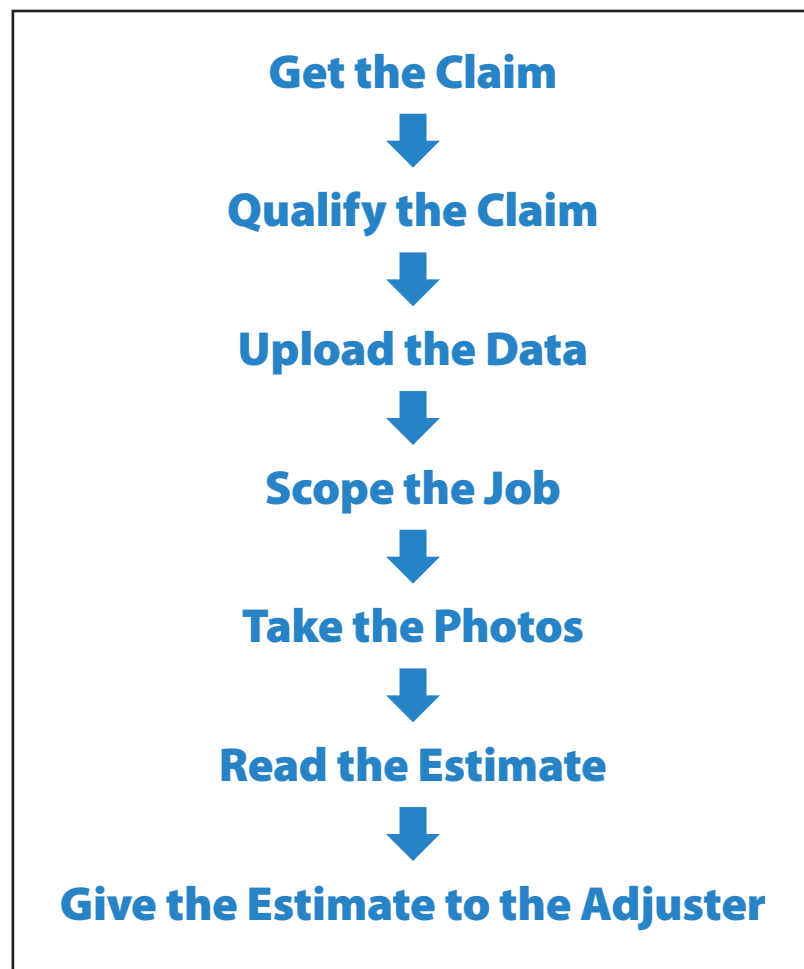 Get the Claim
Qualify the Claim
Upload the Data
Scope the Job
Take the Photos
Read the Estimate
Give the Estimate to the Adjuster